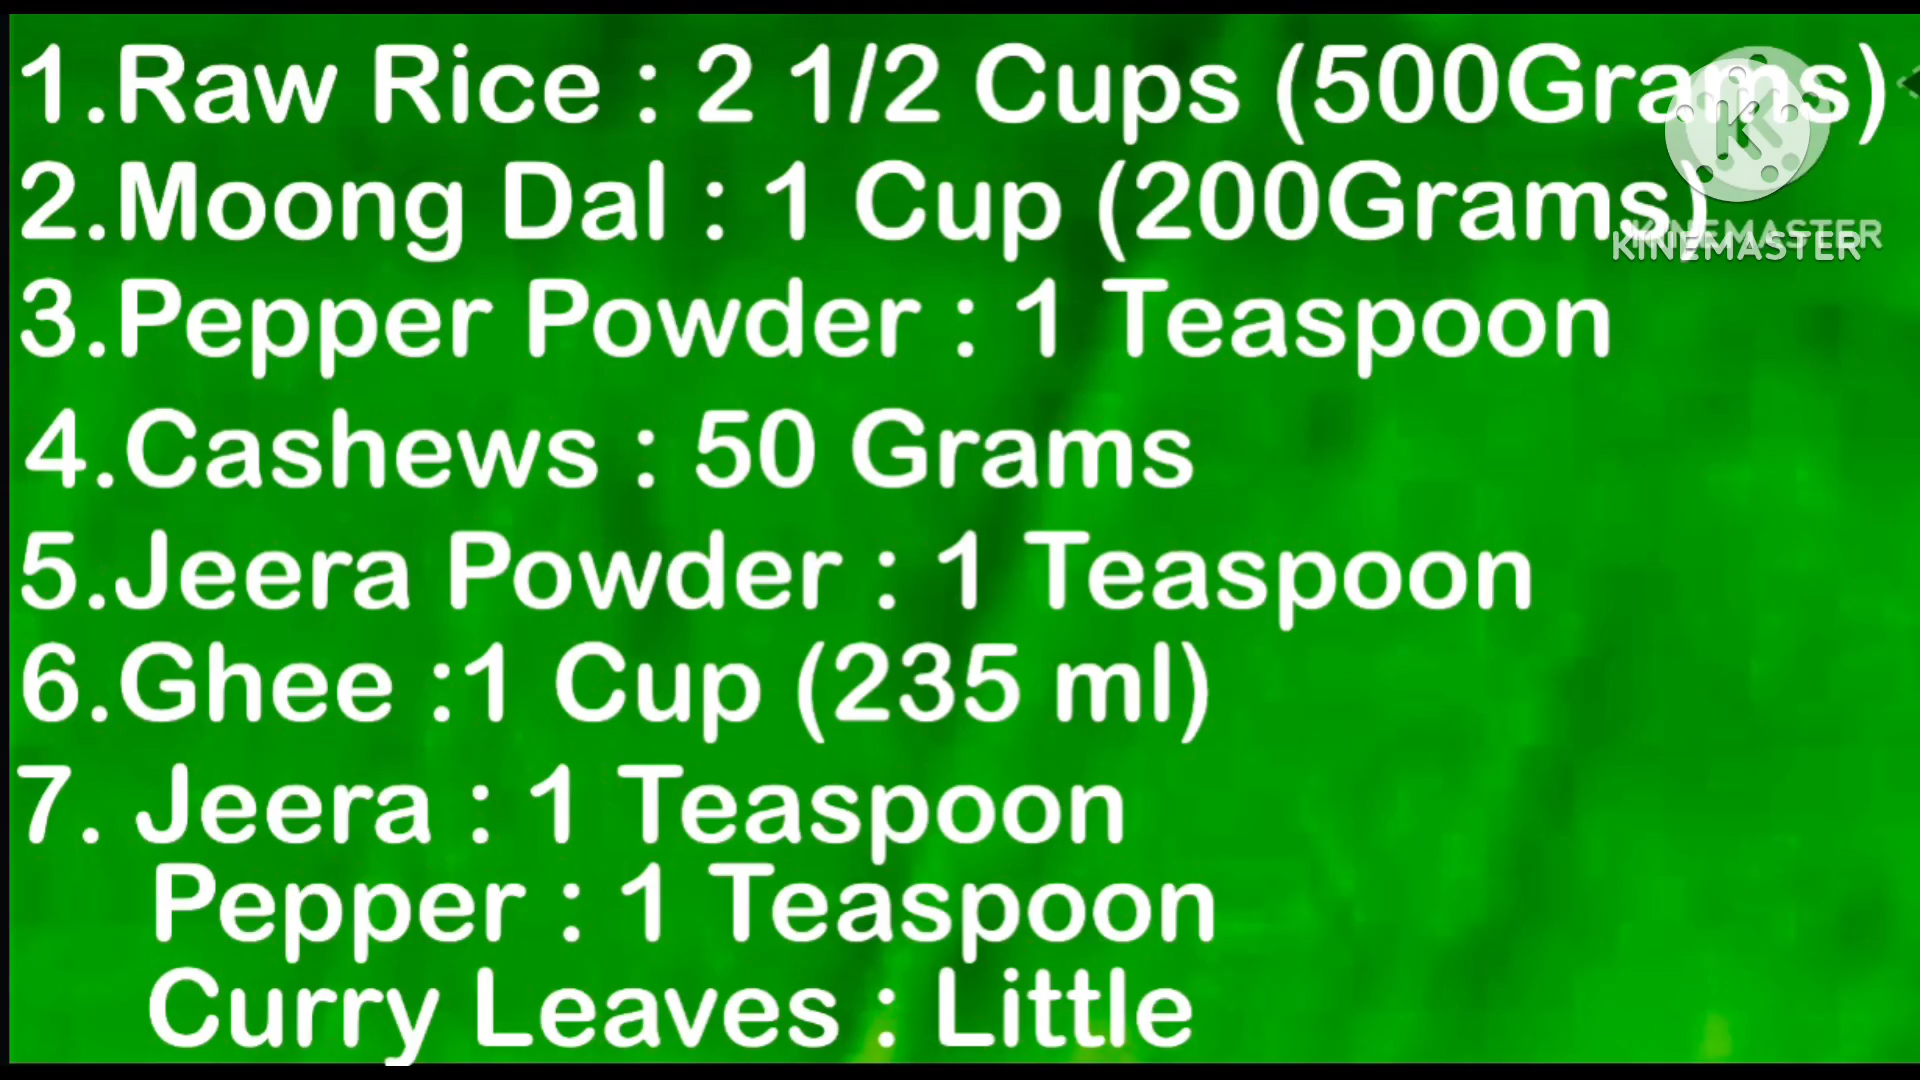 1.Raw Rice : 2 1/2 Cups (500Grams)
2.Moong Dal : 1 Cup (200Grams)
KINEMASTER
KINEMASTER
3.Pepper Powder : 1 Teaspoon
4.Cashews : 50 Grams
5.Jeera Powder : 1 Teaspoon
6.Ghee :1 Cup (235 ml)
7. Jeera : 1 Teaspoon
Pepper : 1 Teaspoon
Curry Leaves : Little